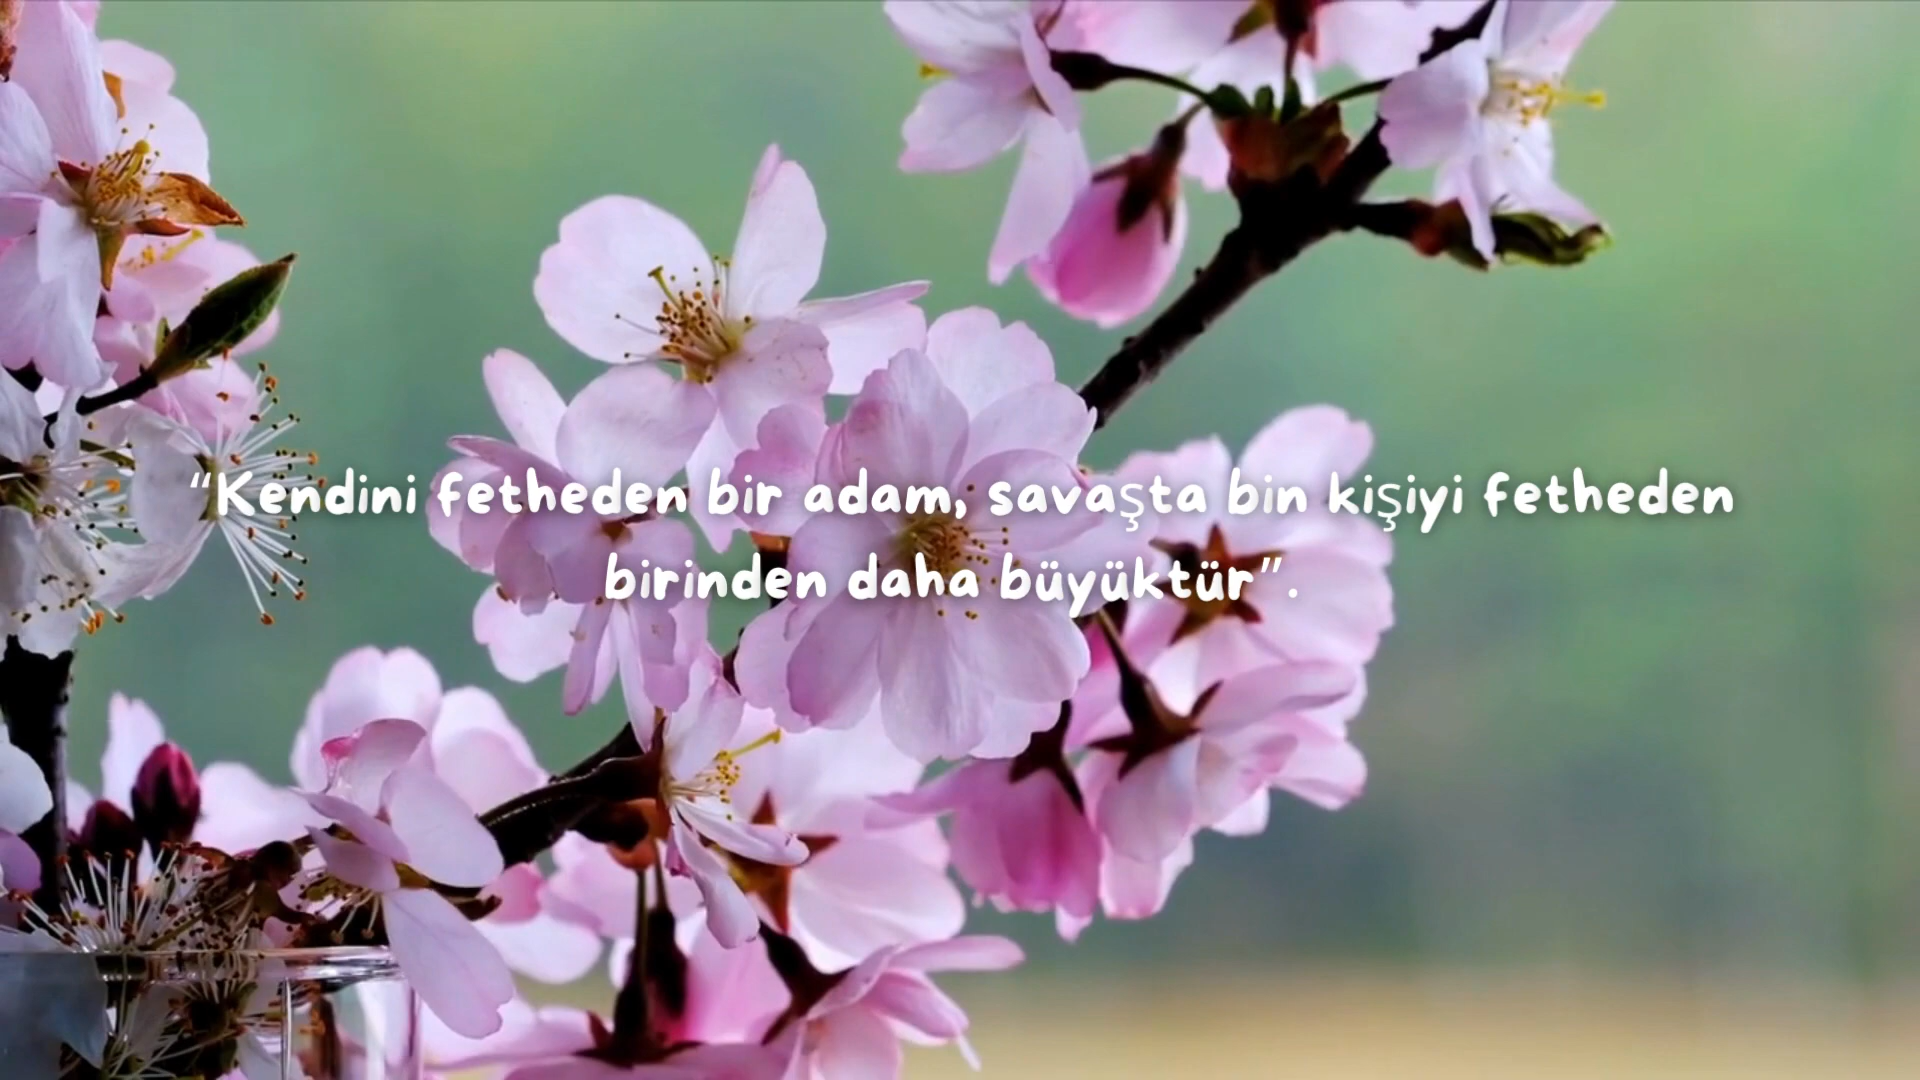 “Kendini fetheden bir adam, savaşta bin kişiyi fetheden
birinden daha büyüktür”.